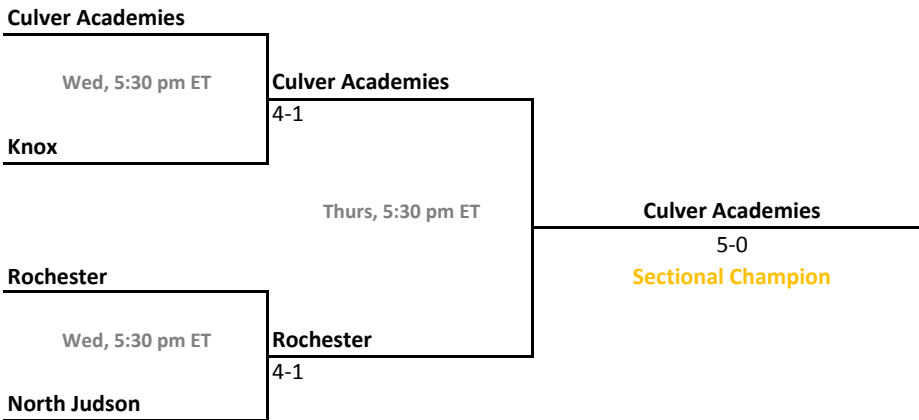 Culver Academies
Wed, 5:30 pm ET
Culver Academies
4-1
Knox
Thurs, 5:30 pm ET
Culver Academies
5-0
Sectional Champion
Rochester
Wed, 5:30 pm ET
Rochester
4-1
North Judson